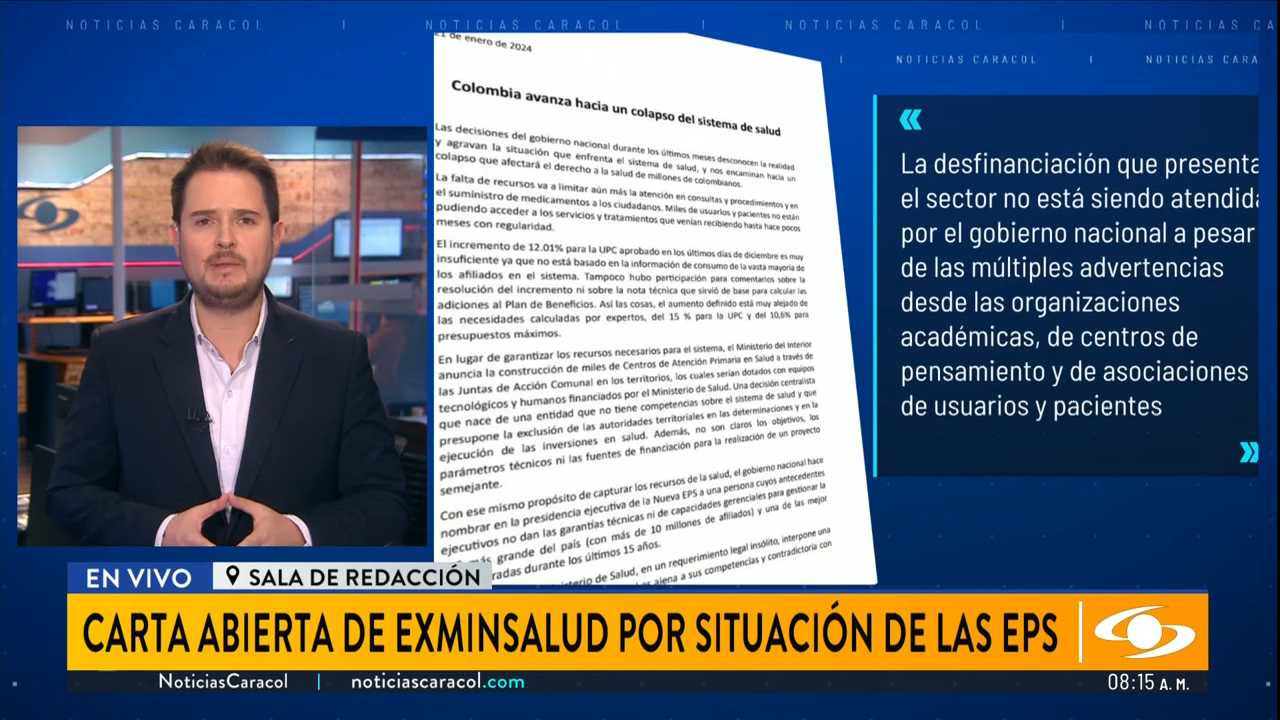 NOTICIAS CARACOL | NOTICIAS CARACOL | NOTICIAS CARACOL | NOTICIAS CA
| NOTICIAS CARACOL | NOTICIAS CARA
21 de enero de 2024
Colombia avanza hacia un colapso del sistema de salud
Las decisiones del gobierno nacional durante los últimos meses desconocen la realidad
y agravan la situación que enfrenta el sistema de salud, y nos encaminan hacia un
colapso que afectará el derecho a la salud de millones de colombianos.
La falta de recursos va a limitar aún más la atención en consultas y procedimientos y en
el suministro de medicamentos a los ciudadanos. Miles de usuarios y pacientes no están
pudiendo acceder a los servicios y tratamientos que venían recibiendo hasta hace pocos
meses con regularidad.
El incremento de 12.01% para la UPC aprobado en los últimos días de diciembre es muy
insuficiente ya que no está basado en la información de consumo de la vasta mayoría de
los afiliados en el sistema. Tampoco hubo participación para comentarios sobre la
resolución del incremento ni sobre la nota técnica que sirvió de base para calcular las
adiciones al Plan de Beneficios. Así las cosas, el aumento definido está muy alejado de
las necesidades calculadas por expertos, del 15 % para la UPC y del 10,6% para
presupuestos máximos.
En lugar de garantizar los recursos necesarios para el sistema, el Ministerio del Interior
anuncia la construcción de miles de Centros de Atención Primaria en Salud a través de
las Juntas de Acción Comunal en los territorios, los cuales serían dotados con equipos
tecnológicos y humanos financiados por el Ministerio de Salud. Una decisión centralista
que nace de una entidad que no tiene competencias sobre el sistema de salud y que
presupone la exclusión de las autoridades territoriales en las determinaciones y en la
ejecución de las inversiones en salud. Además, no son claros los objetivos, los
parámetros técnicos ni las fuentes de financiación para la realización de un proyecto
semejante.
Con ese mismo propósito de capturar los recursos de la salud, el gobierno nacional hace
nombrar en la presidencia ejecutiva de la Nueva EPS a una persona cuyos antecedentes
ejecutivos no dan las garantías técnicas ni de capacidades gerenciales para gestionar la
más grande del país (con más de 10 millones de afiliados) y una de las mejor
radas durante los últimos 15 años.
isterio de Salud, en un requerimiento legal insólito, interpone una
ajena a sus competencias y contradictoria con
«
La desfinanciación que presenta
el sector no está siendo atendida
por el gobierno nacional a pesar
de las múltiples advertencias
desde las organizaciones
académicas, de centros de
pensamiento y de asociaciones
de usuarios y pacientes
»
EN VIVO SALA DE REDACCIÓN
CARTA ABIERTA DE EXMINSALUD POR SITUACIÓN DE LAS EPS
NoticiasCaracol | noticiascaracol.com 08:15 A. M.